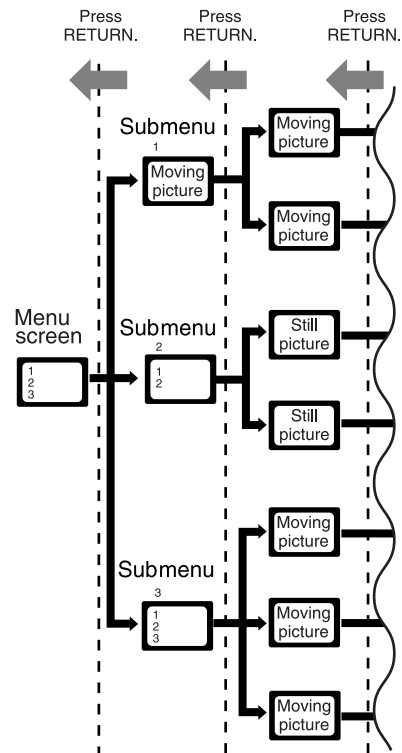 Press
RETURN.
Press
RETURN.
Press
RETURN.
Submenu
1
Moving
picture
Moving
picture
Moving
picture
Menu
screen
1
2
3
Submenu
2
1
2
Still
picture
Still
picture
Submenu
3
1
2
3
Moving
picture
Moving
picture
Moving
picture